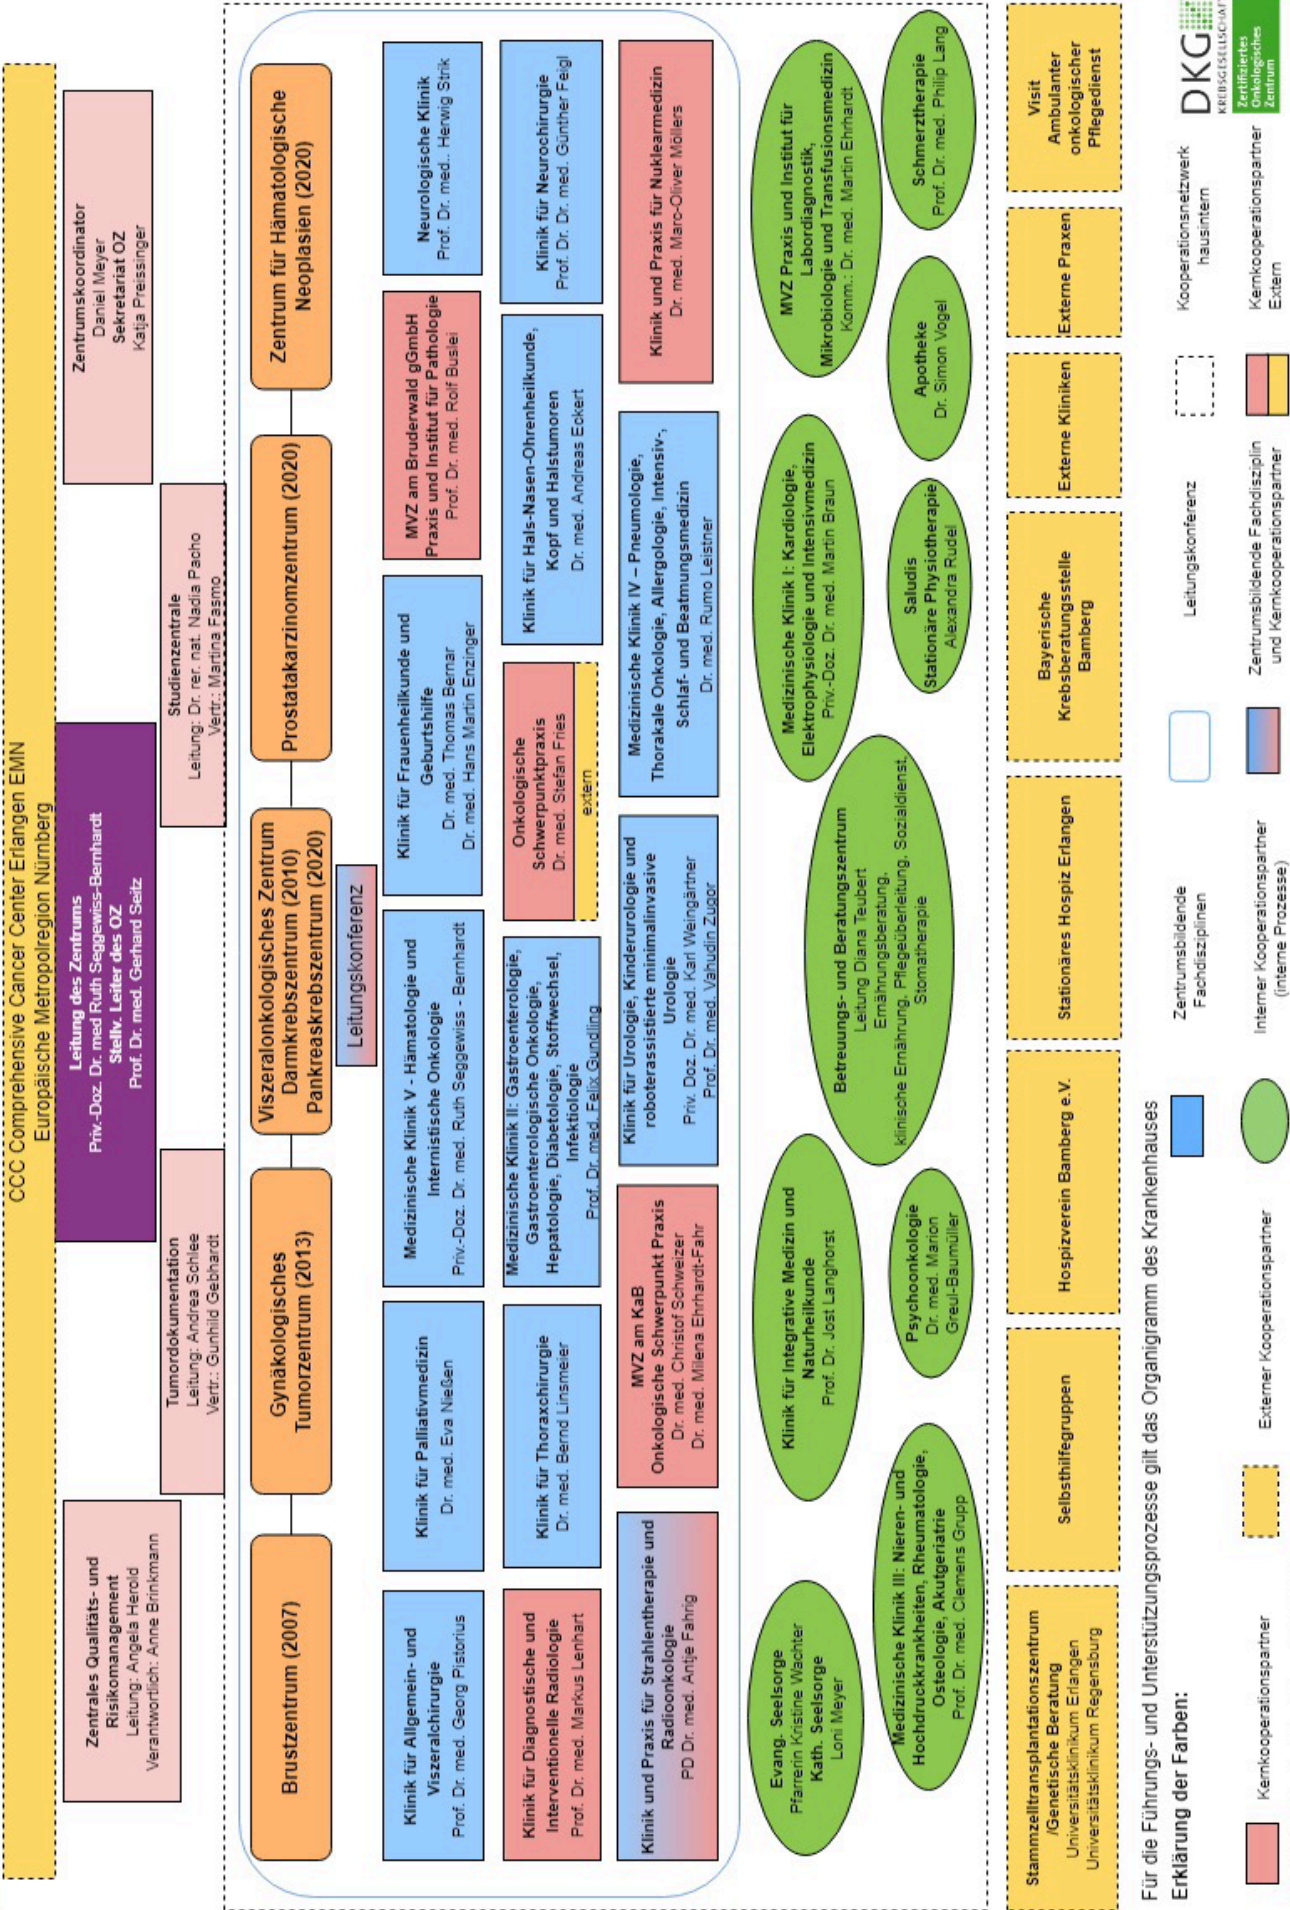 CCC Comprehensive Cancer Center Erlangen EMN
Europäische Metropolregion Nürnberg
Zentrales Qualitäts- und
Risikomanagement
Leitung: Angela Herold
Verantwortlich: Anne Brinkmann
Tumordokumentation
Leitung: Andrea Schlee
Vertr.: Gunhild Gebhardt
Leitung des Zentrums
Priv.-Doz. Dr. med Ruth Seggewiss-Bernhardt
Stellv. Leiter des OZ
Prof. Dr. med. Gerhard Seitz
Studienzentrale
Leitung: Dr. rer. nat. Nadia Pacho
Vertr.: Martina Fasmo
Zentrumskoordinator
Daniel Meyer
Sekretariat OZ
Katja Preissinger
Brustzentrum (2007)
Gynäkologisches
Tumorzentrum (2013)
Viszeralonkologisches Zentrum
Darmkrebszentrum (2010)
Pankreaskrebszentrum (2020)
Prostatakarzinomzentrum (2020)
Zentrum für Hämatologische
Neoplasien (2020)
Leitungskonferenz
Klinik für Allgemein- und
Viszeralchirurgie
Prof. Dr. med. Georg Pistorius
Klinik für Palliativmedizin
Dr. med. Eva Nießen
Medizinische Klinik V - Hämatologie und
Internistische Onkologie
Priv.-Doz. Dr. med. Ruth Seggewiss - Bernhardt
Klinik für Frauenheilkunde und
Geburtshilfe
Dr. med. Thomas Bernar
Dr. med. Hans Martin Enzinger
MVZ am Bruderwald gGmbH
Praxis und Institut für Pathologie
Prof. Dr. med. Rolf Buslei
Neurologische Klinik
Prof. Dr. med.. Herwig Strik
Klinik für Diagnostische und
Interventionelle Radiologie
Prof. Dr. med. Markus Lenhart
Klinik für Thoraxchirurgie
Dr. med. Bernd Linsmeier
Medizinische Klinik II: Gastroenterologie,
Gastroenterologische Onkologie,
Hepatologie, Diabetologie, Stoffwechsel,
Infektiologie
Prof. Dr. med. Felix Gundling
Onkologische
Schwerpunktpraxis
Dr. med. Stefan Fries
extern
Klinik für Hals-Nasen-Ohrenheilkunde,
Kopf und Halstumoren
Dr. med. Andreas Eckert
Klinik für Neurochirurgie
Prof. Dr. Dr. med. Günther Feigl
Klinik und Praxis für Strahlentherapie und
Radioonkologie
PD Dr. med. Antje Fahrig
MVZ am KaB
Onkologische Schwerpunkt Praxis
Dr. med. Christof Schweizer
Dr. med. Milena Ehrhardt-Fahr
Klinik für Urologie, Kinderurologie und
roboterassistierte minimalinvasive
Urologie
Priv. Doz. Dr. med. Karl Weingärtner
Prof. Dr. med. Vahudin Zugor
Medizinische Klinik IV – Pneumologie,
Thorakale Onkologie, Allergologie, Intensiv-,
Schlaf- und Beatmungsmedizin
Dr. med. Rumo Leistner
Klinik und Praxis für Nuklearmedizin
Dr. med. Marc-Oliver Möllers
Evang. Seelsorge
Pfarrerin Kristine Wachter
Kath. Seelsorge
Loni Meyer
Klinik für Integrative Medizin und
Naturheilkunde
Prof. Dr. Jost Langhorst
Betreuungs- und Beratungszentrum
Leitung Diana Teubert
Ernährungsberatung,
klinische Ernährung, Pflegeüberleitung, Sozialdienst,
Stomatherapie
Medizinische Klinik I: Kardiologie,
Elektrophysiologie und Intensivmedizin
Priv.-Doz. Dr. med. Martin Braun
MVZ Praxis und Institut für
Labordiagnostik,
Mikrobiologie und Transfusionsmedizin
Komm.: Dr. med. Martin Ehrhardt
Medizinische Klinik III: Nieren- und
Hochdruckkrankheiten, Rheumatologie,
Osteologie, Akutgeriatrie
Prof. Dr. med. Clemens Grupp
Psychoonkologie
Dr. med. Marion
Greul-Baumüller
Saludis
Stationäre Physiotherapie
Alexandra Rudel
Apotheke
Dr. Simon Vogel
Schmerztherapie
Prof. Dr. med. Philip Lang
Stammzelltransplantationszentrum
/Genetische Beratung
Universitätsklinikum Erlangen
Universitätsklinikum Regensburg
Selbsthilfegruppen
Hospizverein Bamberg e.V.
Stationäres Hospiz Erlangen
Bayerische
Krebsberatungsstelle
Bamberg
Externe Kliniken
Externe Praxen
Visit
Ambulanter
onkologischer
Pflegedienst
Für die Führungs- und Unterstützungsprozesse gilt das Organigramm des Krankenhauses
Erklärung der Farben:
Zentrumsbildende
Fachdisziplinen
Leitungskonferenz
Kooperationsnetzwerk
hausintern
Kernkooperationspartner
Externer Kooperationspartner
Interner Kooperationspartner
(interne Prozesse)
Zentrumsbildende Fachdisziplin
und Kernkooperationspartner
Kernkooperationspartner
Extern
DKG
KREBSGESELLSCHAFT
Zertifiziertes
Onkologisches
Zentrum